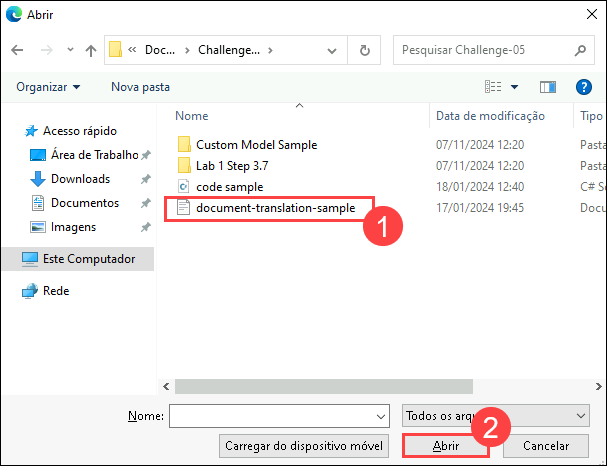 Abrir
« Doc... Challenge...
Pesquisar Challenge-05
Organizar Nova pasta
Nome Data de modificação Tipo
Acesso rápido
Área de Trabalho
Downloads
Documentos
Imagens
Este Computador
Rede
Custom Model Sample 07/11/2024 12:20 Pasta
Lab 1 Step 3.7 07/11/2024 12:20 Pasta
code sample 18/01/2024 12:40 C# So
document-translation-sample 17/01/2024 19:45 Docu
1
Nome: Todos os arqu
2
Carregar do dispositivo móvel Abrir Cancelar